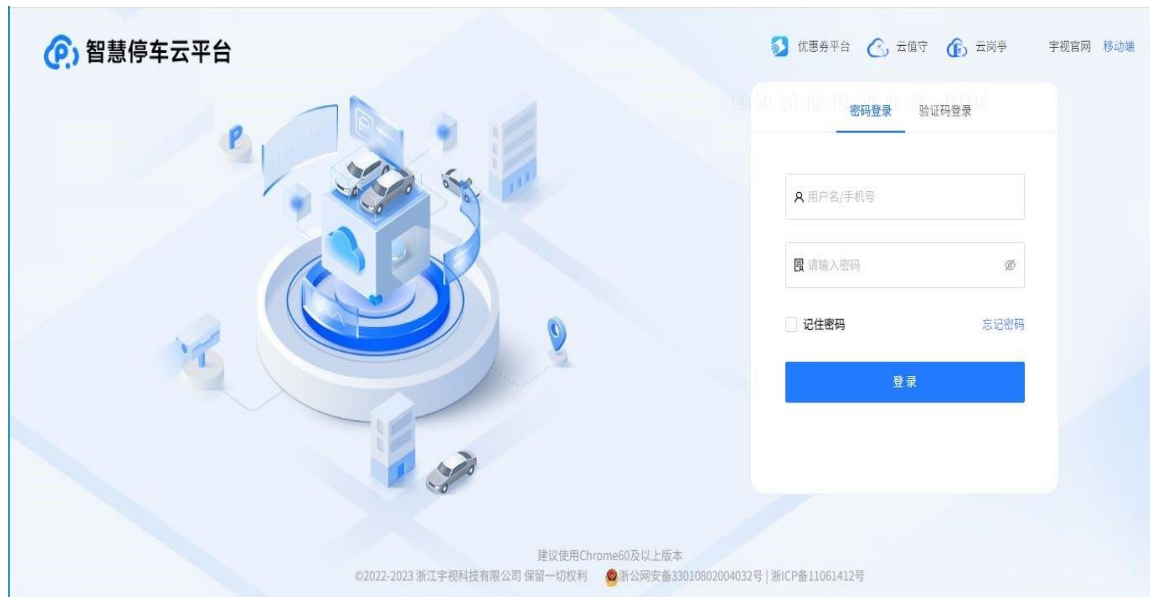 智慧停车云平台
优惠券平台 云值守 云岗亭 宇视官网 移动端
密码登录 验证码登录
用户名/手机号
请输入密码
记住密码 忘记密码
登录
建议使用Chrome60及以上版本
©2022-2023 浙江宇视科技有限公司 保留一切权利 浙公网安备33010802004032号 | 浙ICP备11061412号